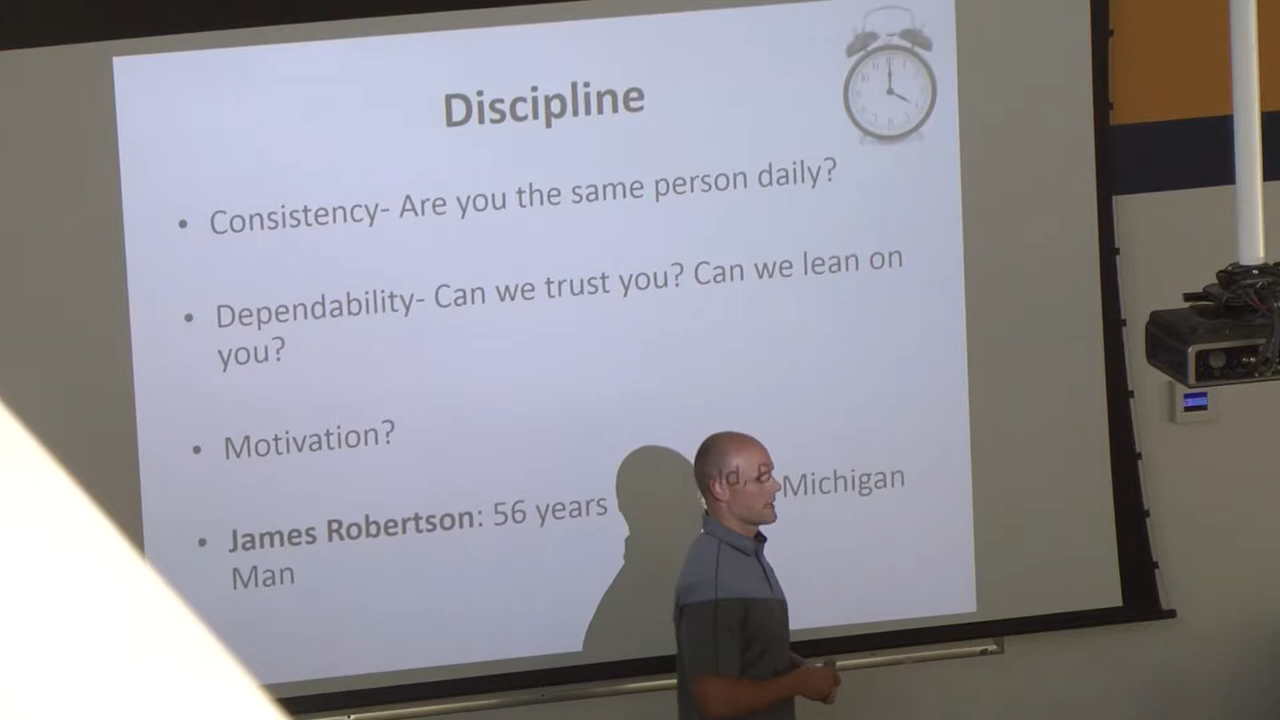 Discipline
• Consistency- Are you the same person daily?
• Dependability- Can we trust you? Can we lean on
you?
• Motivation?
• James Robertson: 56 years ld, Michigan
Man